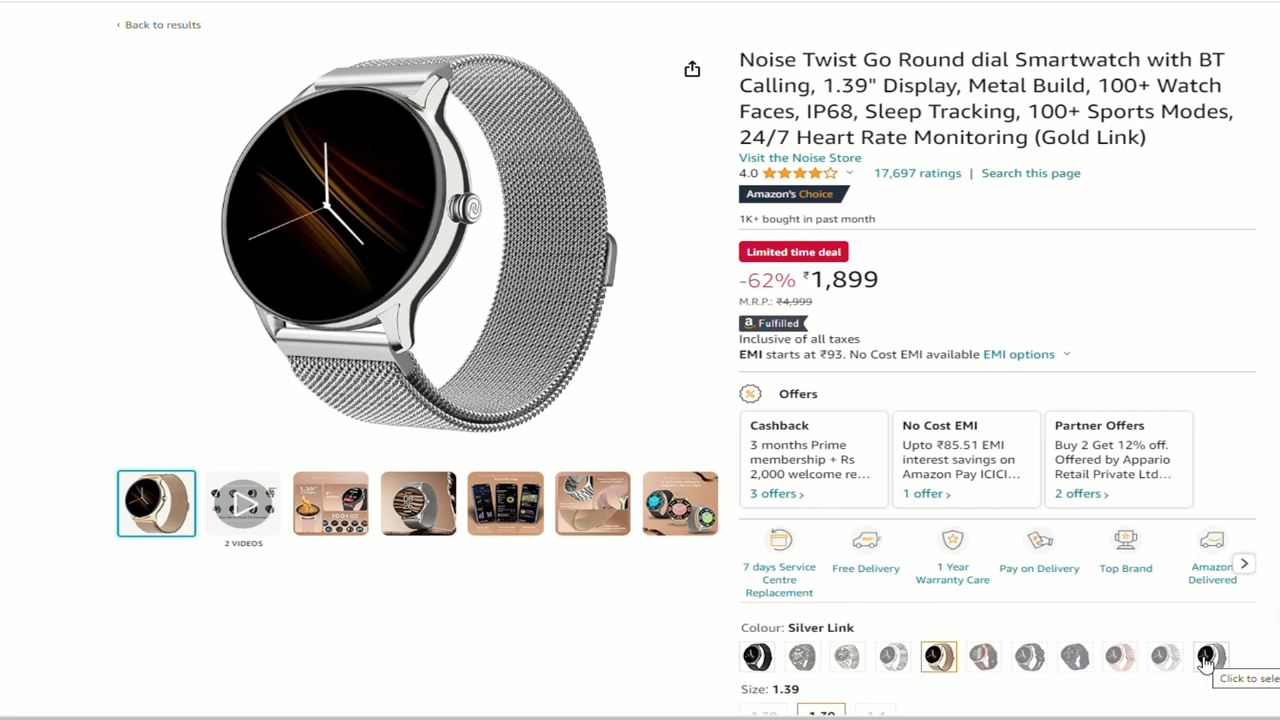 ‹ Back to results
Noise Twist Go Round dial Smartwatch with BT
Calling, 1.39" Display, Metal Build, 100+ Watch
Faces, IP68, Sleep Tracking, 100+ Sports Modes,
24/7 Heart Rate Monitoring (Gold Link)
Visit the Noise Store
4.0 17,697 ratings | Search this page
Amazon's Choice
1K+ bought in past month
Limited time deal
-62% ₹1,899
M.R.P.: ₹4,999
a Fulfilled
Inclusive of all taxes
EMI starts at ₹93. No Cost EMI available EMI options
Offers
Cashback
3 months Prime
membership + Rs
2,000 welcome re…
3 offers ›
No Cost EMI
Upto ₹85.51 EMI
interest savings on
Amazon Pay ICICI…
1 offer ›
Partner Offers
Buy 2 Get 12% off.
Offered by Appario
Retail Private Ltd…
2 offers ›
2 VIDEOS
7 days Service
Centre
Replacement
Free Delivery
1 Year
Warranty Care
Pay on Delivery
Top Brand
Amazon
Delivered
Colour: Silver Link
Click to sele
Size: 1.39